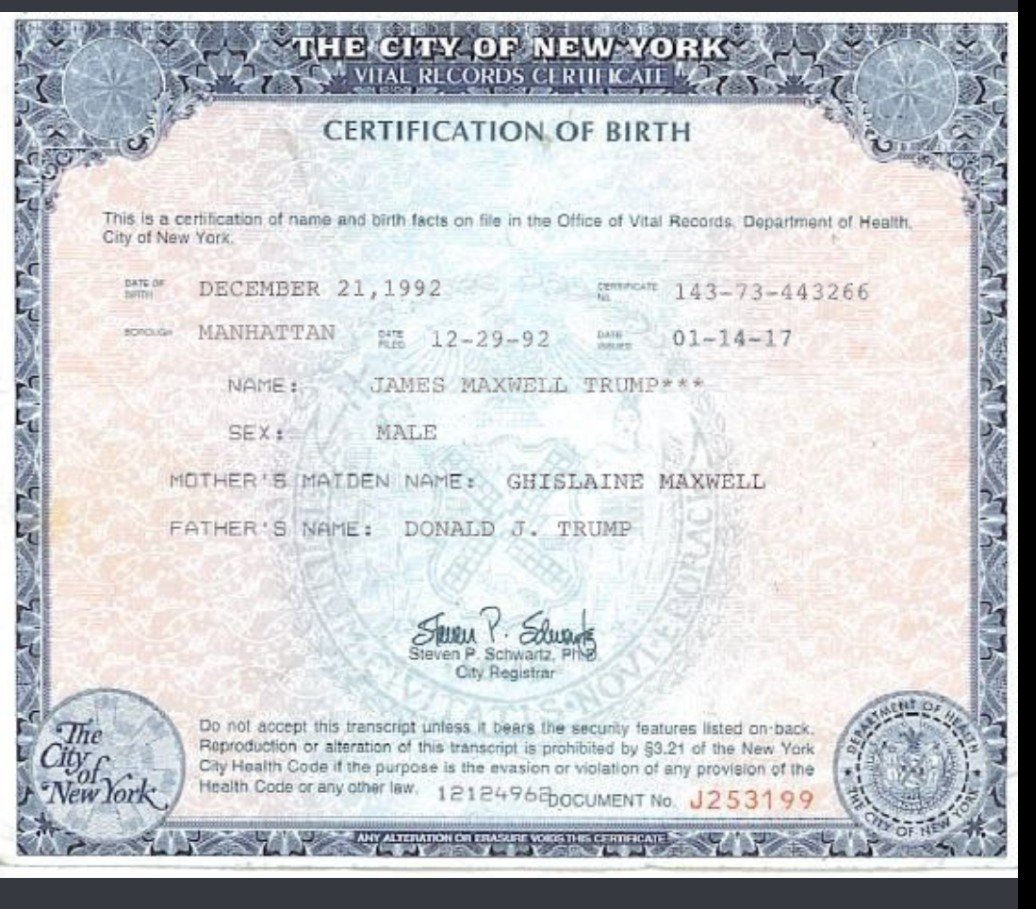 THE CITY OF NEW YORK
VITAL RECORDS CERTIFICATE
CERTIFICATION OF BIRTH
This is a certification of name and birth facts on file in the Office of Vital Records, Department of Health,
City of New York.
DATE OF BIRTH DECEMBER 21,1992 CERTIFICATE NO. 143-73-443266
BOROUGH MANHATTAN DATE FILED 12-29-92 DATE ISSUED 01-14-17
NAME: JAMES MAXWELL TRUMP***
SEX: MALE
MOTHER'S MAIDEN NAME: GHISLAINE MAXWELL
FATHER'S NAME: DONALD J. TRUMP
Steven P. Schwartz, PhD
City Registrar
The City of New York
Do not accept this transcript unless it bears the security features listed on back.
Reproduction or alteration of this transcript is prohibited by §3.21 of the New York
City Health Code if the purpose is the evasion or violation of any provision of the
Health Code or any other law. DOCUMENT No. J253199
DEPARTMENT OF HEALTH
THE CITY OF NEW YORK
ANY ALTERATION OR ERASURE VOIDS THIS CERTIFICATE